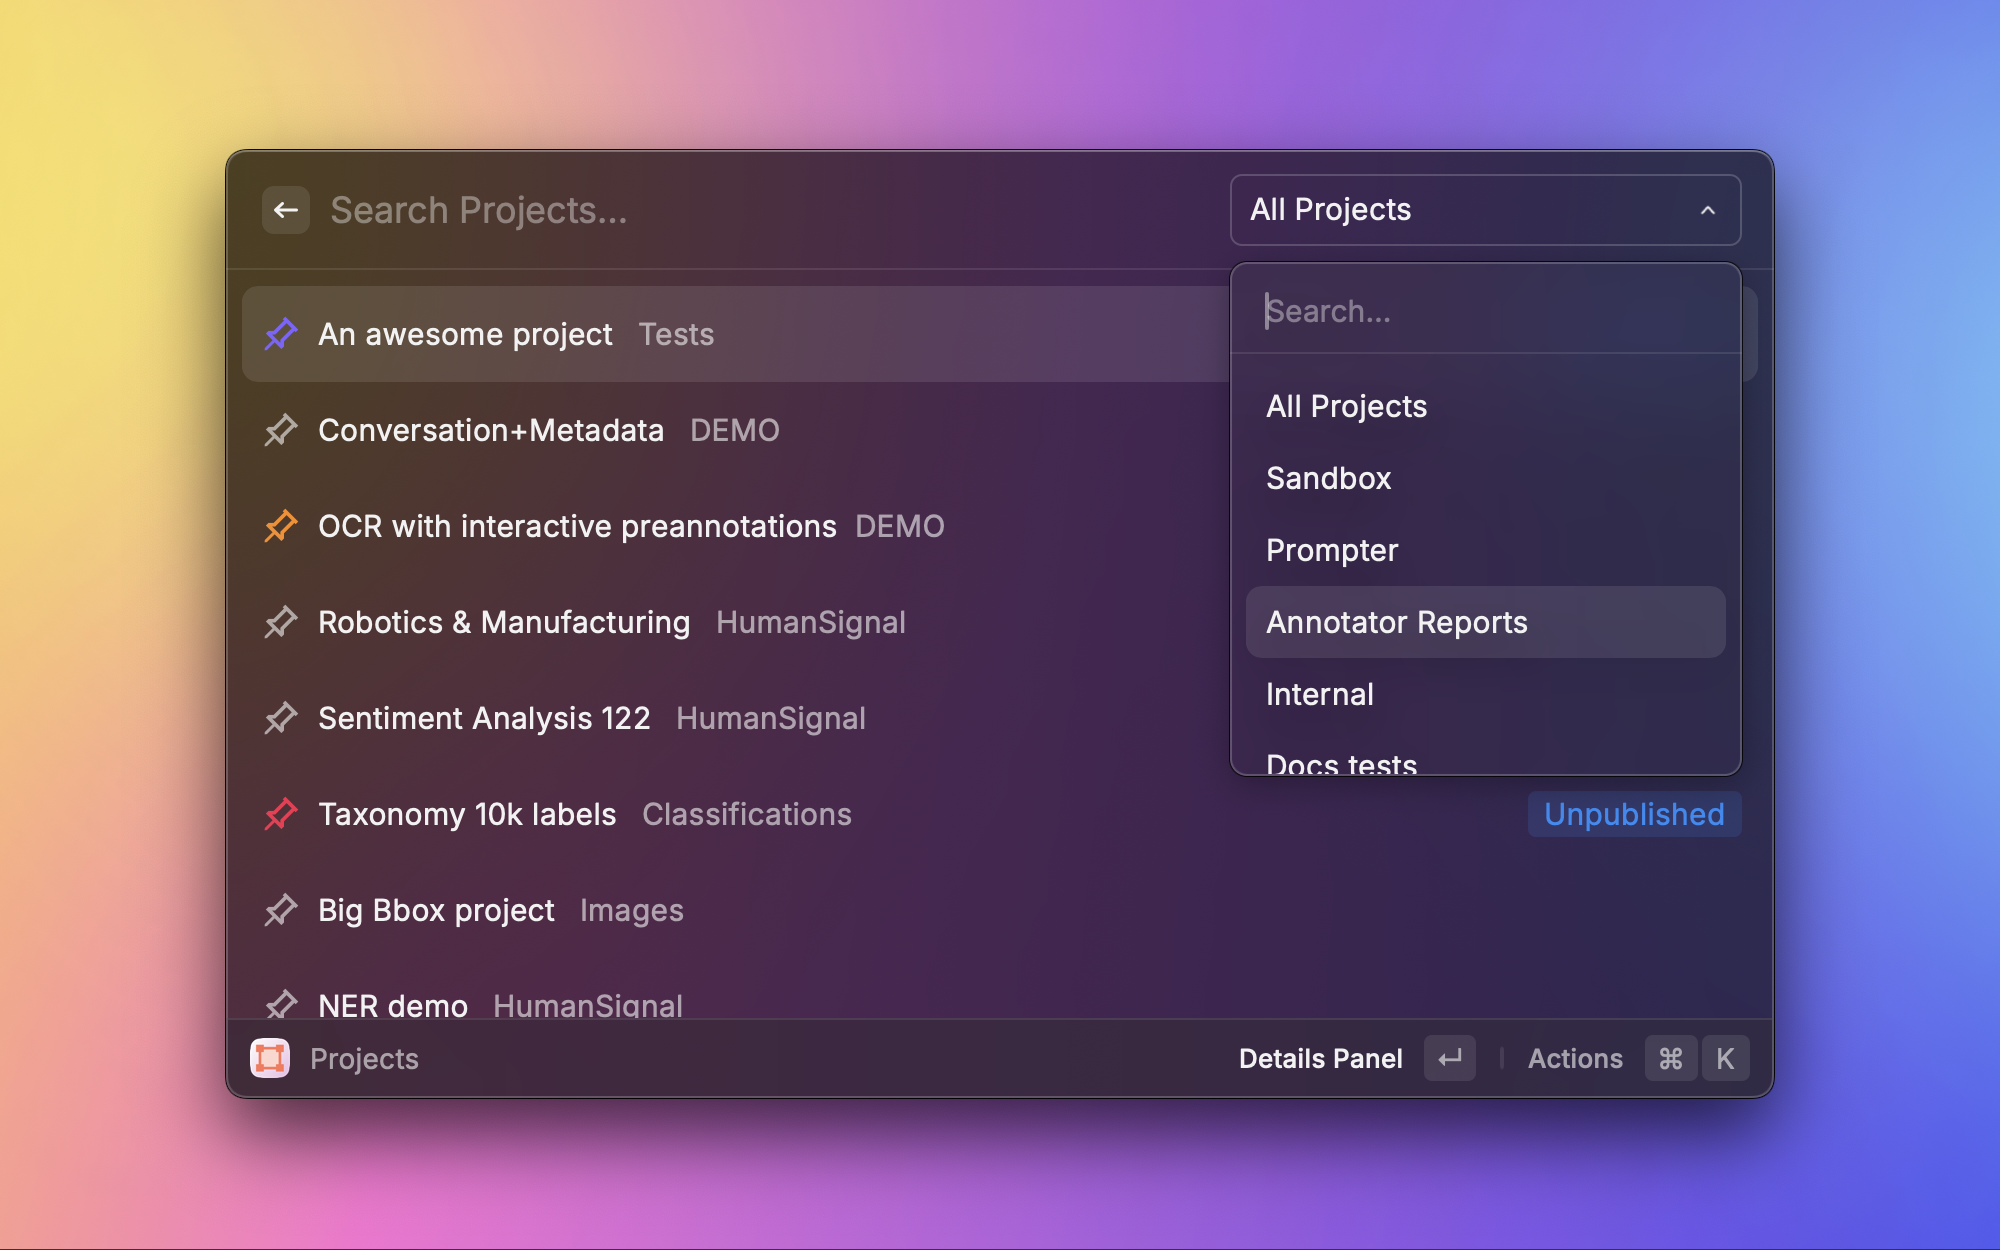 Search Projects...
All Projects
Search...
An awesome project Tests
All Projects
Conversation+Metadata DEMO
Sandbox
OCR with interactive preannotations DEMO
Prompter
Robotics & Manufacturing HumanSignal
Annotator Reports
Sentiment Analysis 122 HumanSignal
Internal
Docs tests
Taxonomy 10k labels Classifications Unpublished
Big Bbox project Images
NER demo HumanSignal
Projects Details Panel Actions ⌘ K